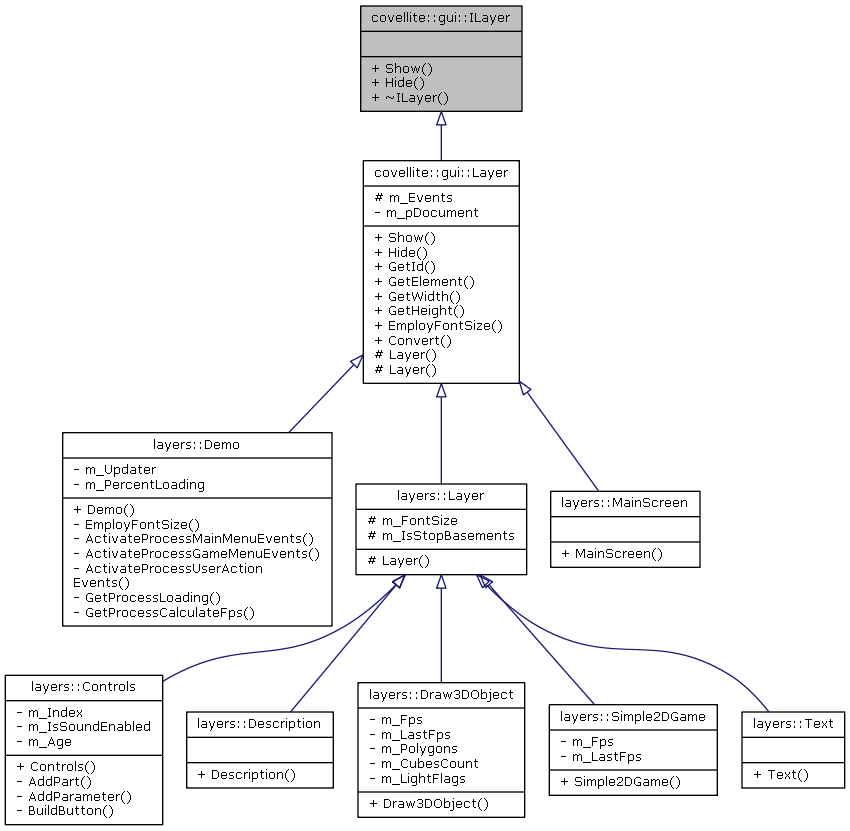 covellite::gui::ILayer
+ Show()
+ Hide()
+ ~ILayer()
covellite::gui::Layer
# m_Events
- m_pDocument
+ Show()
+ Hide()
+ GetId()
+ GetElement()
+ GetWidth()
+ GetHeight()
+ EmployFontSize()
+ Convert()
# Layer()
# Layer()
layers::Demo
- m_Updater
- m_PercentLoading
+ Demo()
- EmployFontSize()
- ActivateProcessMainMenuEvents()
- ActivateProcessGameMenuEvents()
- ActivateProcessUserAction
Events()
- GetProcessLoading()
- GetProcessCalculateFps()
layers::Layer
# m_FontSize
# m_IsStopBasements
# Layer()
layers::MainScreen
+ MainScreen()
layers::Controls
- m_Index
- m_IsSoundEnabled
- m_Age
+ Controls()
- AddPart()
- AddParameter()
- BuildButton()
layers::Description
+ Description()
layers::Draw3DObject
- m_Fps
- m_LastFps
- m_Polygons
- m_CubesCount
- m_LightFlags
+ Draw3DObject()
layers::Simple2DGame
- m_Fps
- m_LastFps
+ Simple2DGame()
layers::Text
+ Text()